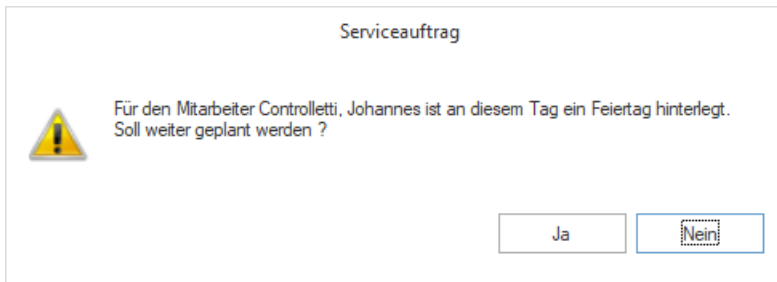 Serviceauftrag
Für den Mitarbeiter Controlletti, Johannes ist an diesem Tag ein Feiertag hinterlegt.
Soll weiter geplant werden ?
Ja
Nein